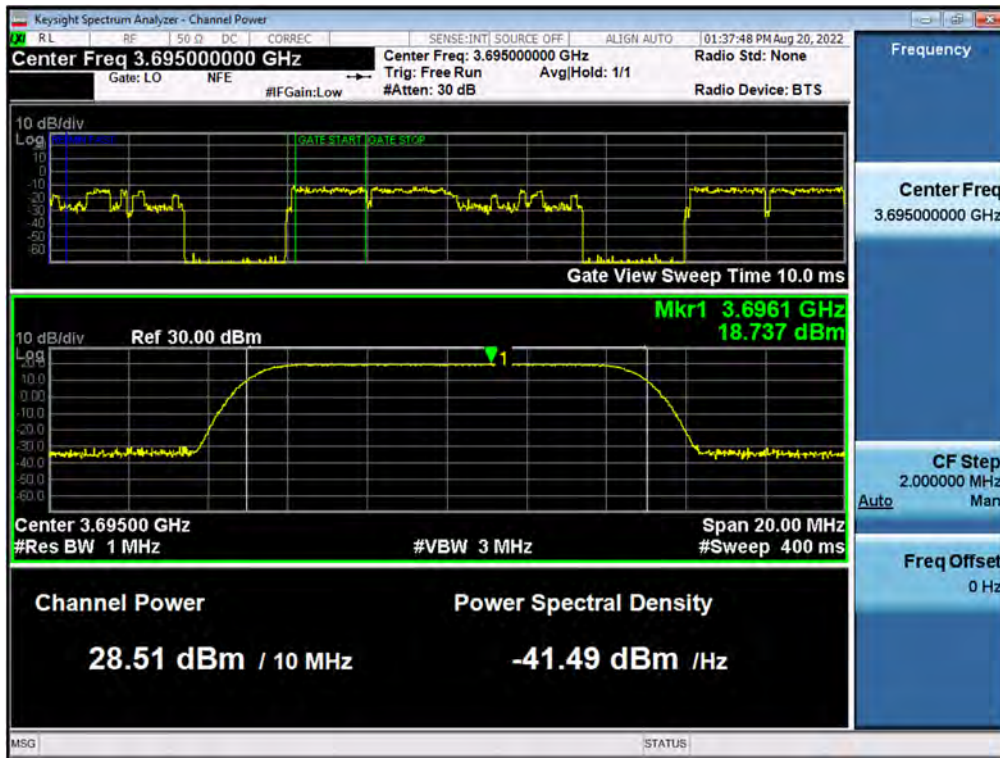 Keysight Spectrum Analyzer - Channel Power
LXI RL RF 50 Ω DC CORREC SENSE:INT SOURCE OFF ALIGN AUTO 01:37:48 PM Aug 20, 2022
Center Freq 3.695000000 GHz
Gate: LO NFE
#IFGain:Low
Center Freq: 3.695000000 GHz
Trig: Free Run Avg|Hold: 1/1
#Atten: 30 dB
Radio Std: None
Radio Device: BTS
10 dB/div
Log
GATE START GATE STOP
10
0
-10
-20
-30
-40
-50
-60
Gate View Sweep Time 10.0 ms
Mkr1 3.6961 GHz
18.737 dBm
10 dB/div Ref 30.00 dBm
Log
1
20.0
10.0
0.00
-10.0
-20.0
-30.0
-40.0
-50.0
-60.0
Center 3.69500 GHz Span 20.00 MHz
#Res BW 1 MHz #VBW 3 MHz #Sweep 400 ms
Channel Power Power Spectral Density
28.51 dBm / 10 MHz -41.49 dBm /Hz
MSG STATUS
Frequency
Center Freq
3.695000000 GHz
CF Step
2.000000 MHz
Auto Man
Freq Offset
0 Hz